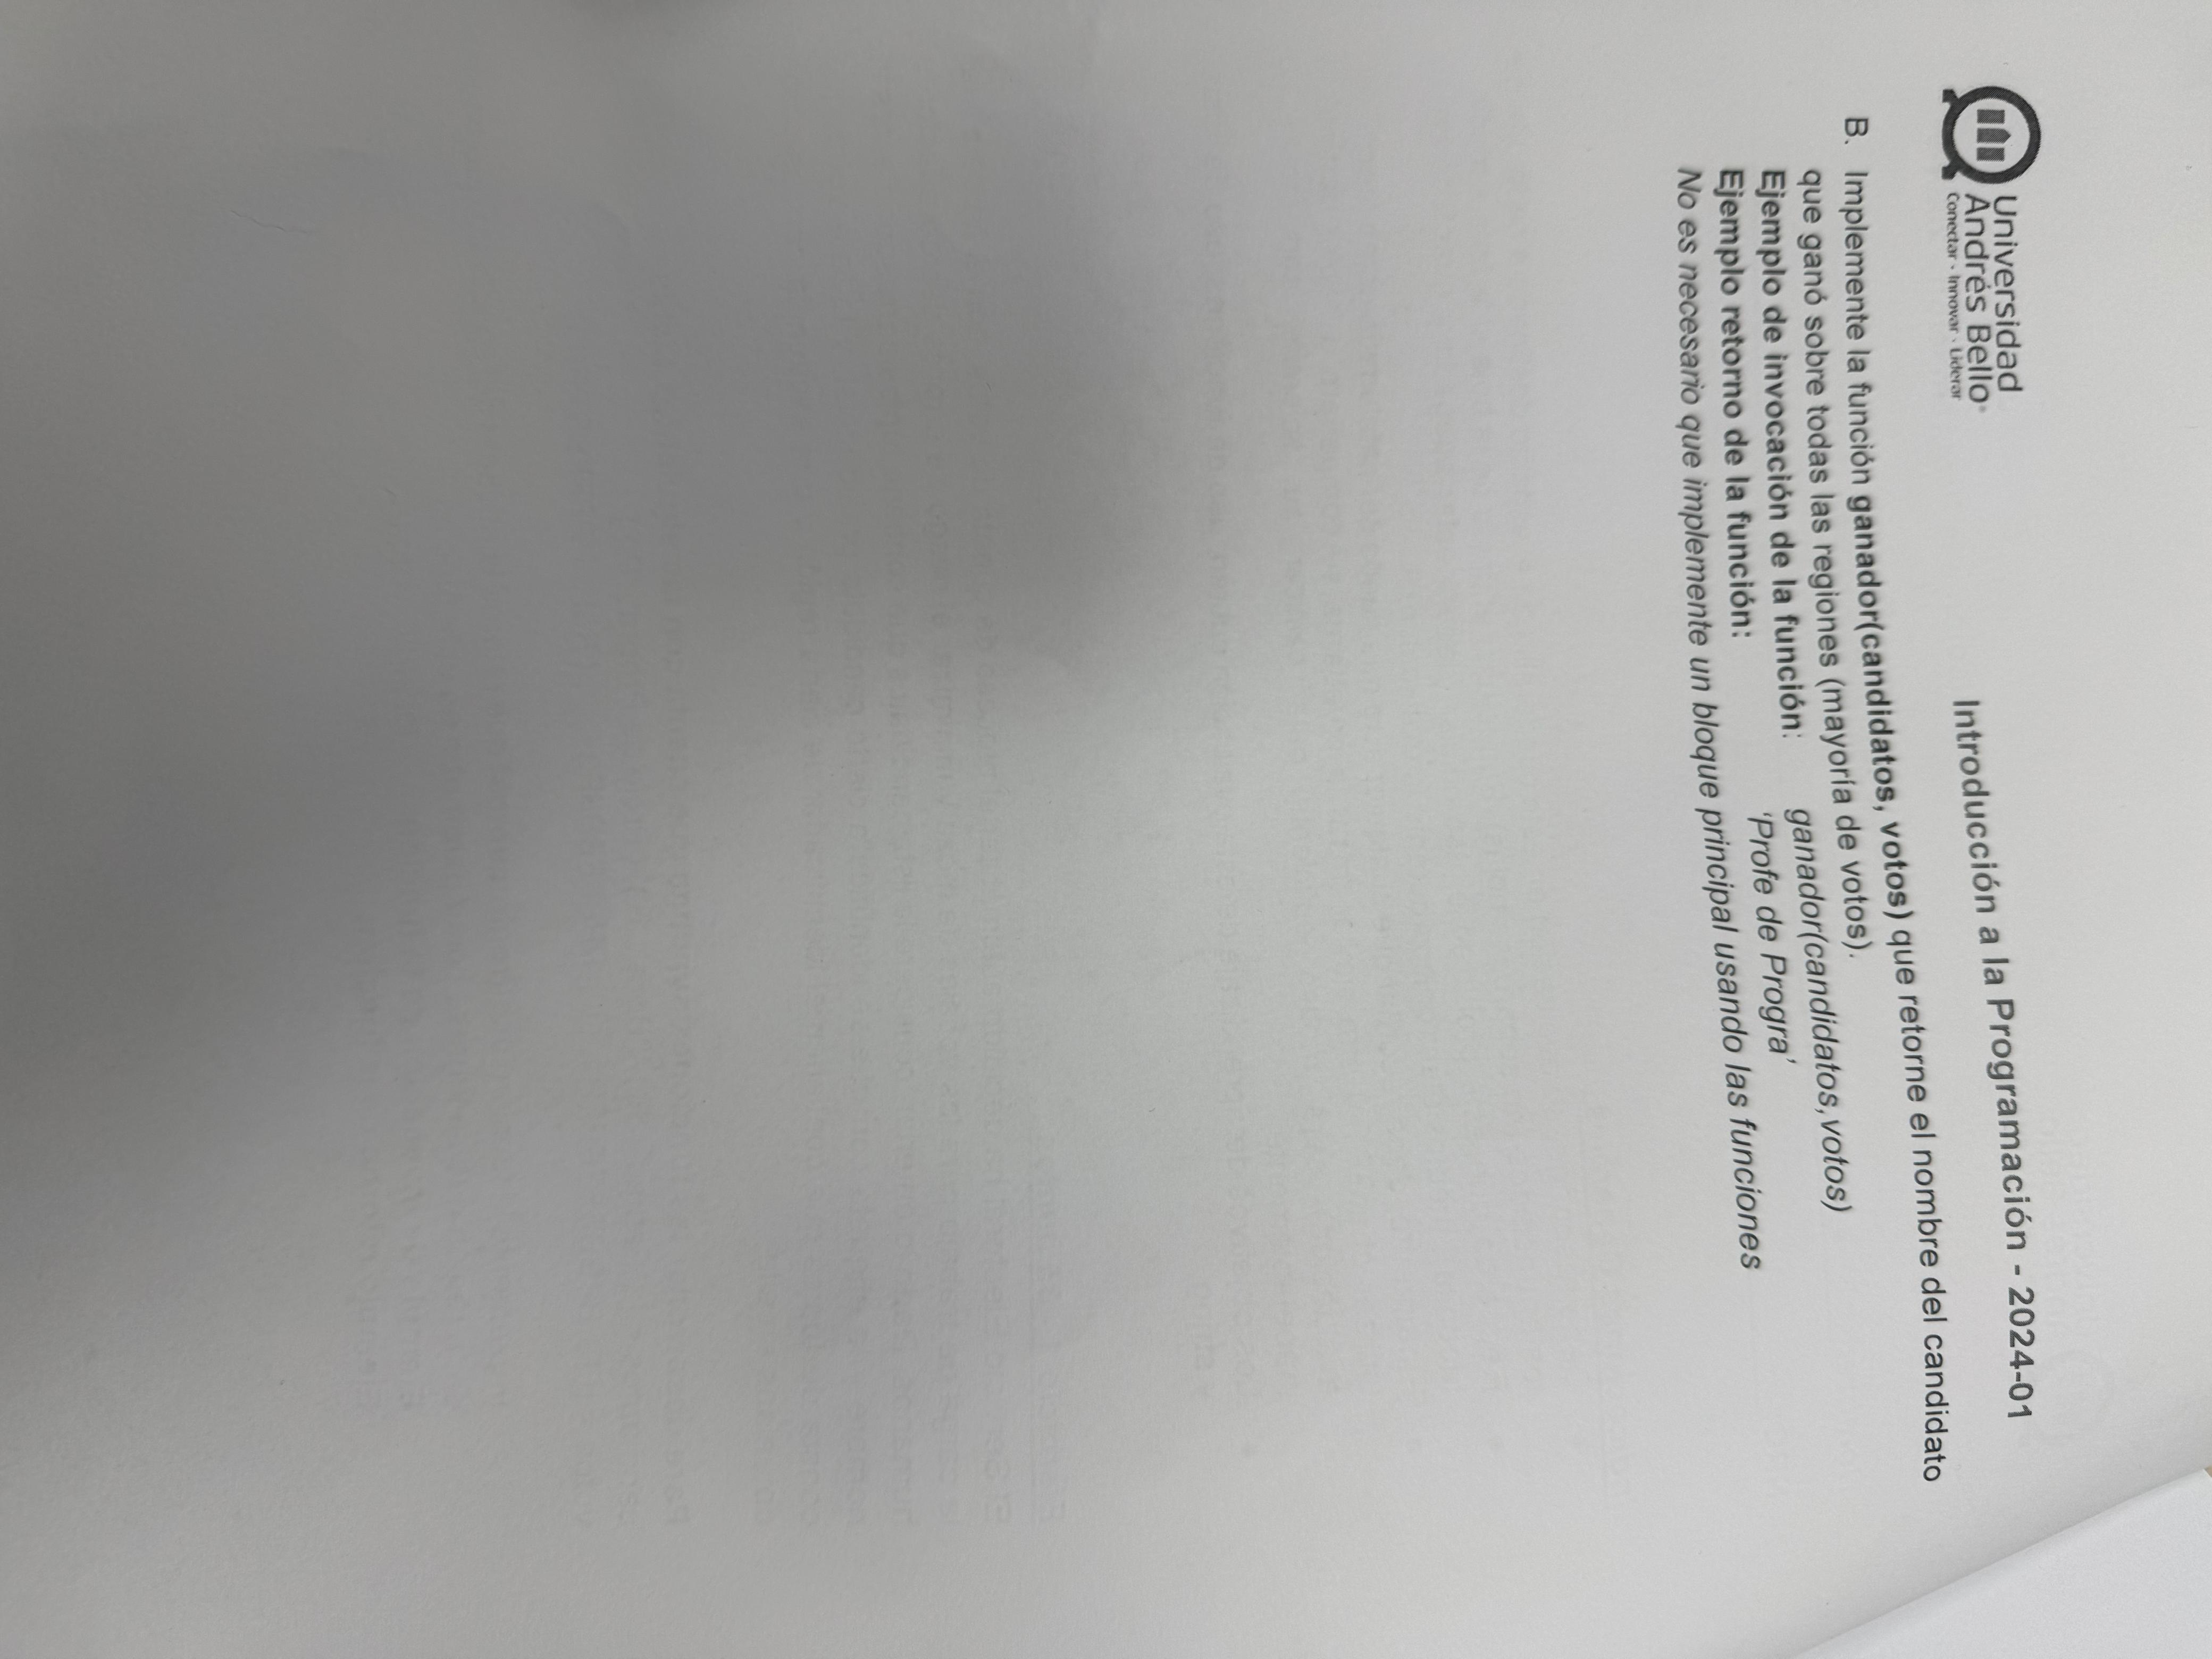 Universidad
Andrés Bello
Conectar - Innovar - Liderar
Introducción a la Programación - 2024-01
B. Implemente la función ganador(candidatos, votos) que retorne el nombre del candidato
que ganó sobre todas las regiones (mayoría de votos).
Ejemplo de invocación de la función: ganador(candidatos,votos)
Ejemplo retorno de la función: ‘Profe de Progra’
No es necesario que implemente un bloque principal usando las funciones